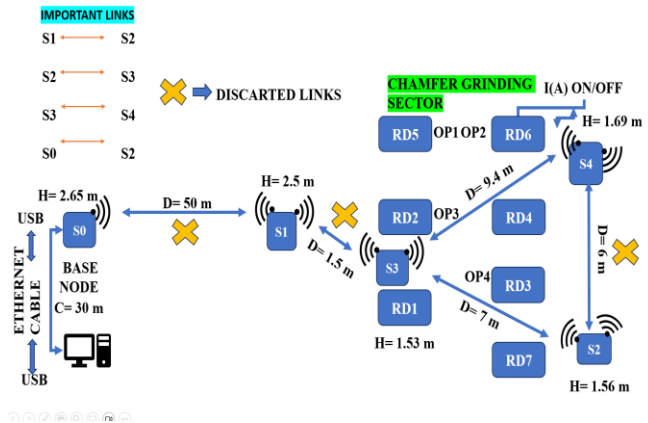 IMPORTANT LINKS
S1 S2
S2 S3
S3 S4
S0 S2
DISCARTED LINKS
CHAMFER GRINDING
SECTOR
I(A) ON/OFF
RD5 OP1 OP2 RD6
H= 1.69 m
S4
H= 2.65 m
USB
S0
D= 50 m
H= 2.5 m
S1
D= 1.5 m
RD2 OP3
D= 9.4 m
RD4
D= 6 m
S3
ETHERNET
CABLE
BASE
NODE
C= 30 m
OP4 RD3
RD1
D= 7 m
H= 1.53 m
RD7
S2
H= 1.56 m
USB